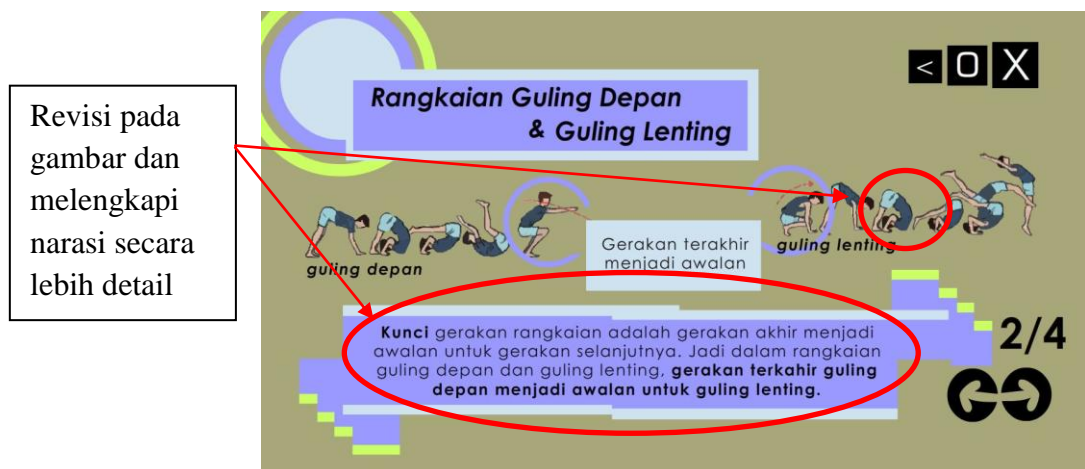 Revisi pada
gambar dan
melengkapi
narasi secara
lebih detail
< O X
Rangkaian Guling Depan
& Guling Lenting
guling depan
Gerakan terakhir
menjadi awalan
guling lenting
Kunci gerakan rangkaian adalah gerakan akhir menjadi
awalan untuk gerakan selanjutnya. Jadi dalam rangkaian
guling depan dan guling lenting, gerakan terkahir guling
depan menjadi awalan untuk guling lenting.
2/4